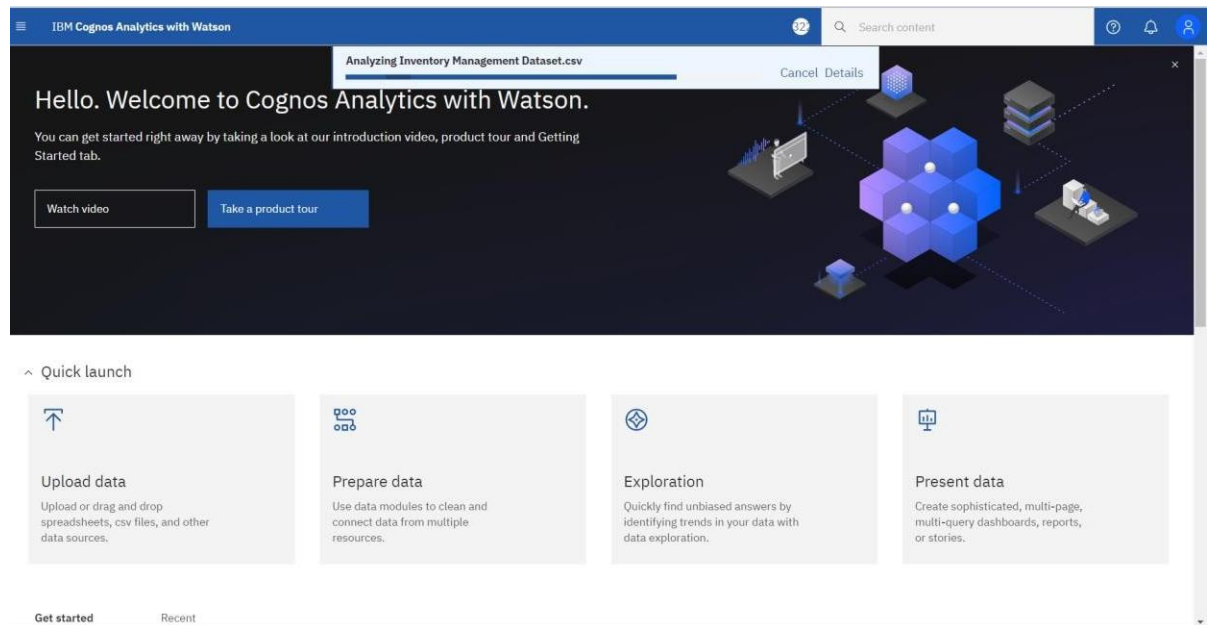 IBM Cognos Analytics with Watson
Search content
Analyzing Inventory Management Dataset.csv
Cancel Details
Hello. Welcome to Cognos Analytics with Watson.
You can get started right away by taking a look at our introduction video, product tour and Getting
Started tab.
Watch video
Take a product tour
Quick launch
Upload data
Upload or drag and drop
spreadsheets, csv files, and other
data sources.
Prepare data
Use data modules to clean and
connect data from multiple
resources.
Exploration
Quickly find unbiased answers by
identifying trends in your data with
data exploration.
Present data
Create sophisticated, multi-page,
multi-query dashboards, reports,
or stories.
Get started
Recent